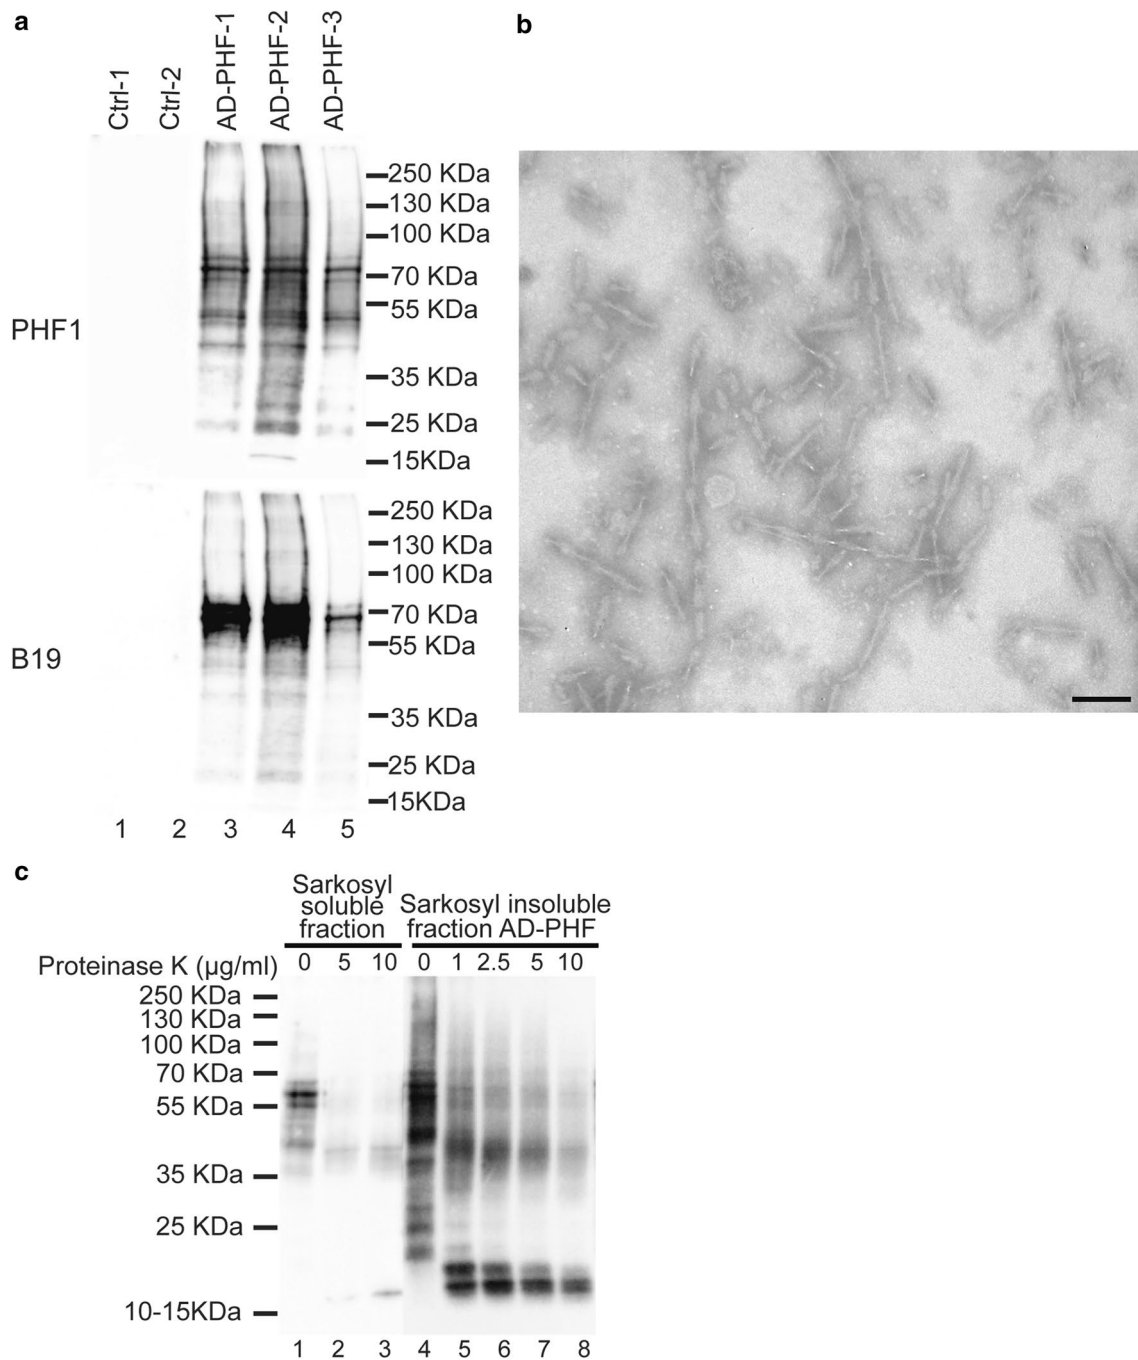 a
Ctrl-1
Ctrl-2
AD-PHF-1
AD-PHF-2
AD-PHF-3
250 KDa
130 KDa
100 KDa
70 KDa
55 KDa
PHF1
35 KDa
25 KDa
15KDa
250 KDa
130 KDa
100 KDa
70 KDa
55 KDa
B19
35 KDa
25 KDa
15KDa
1 2 3 4 5
b
c
Sarkosyl
soluble
fraction
Sarkosyl insoluble
fraction AD-PHF
Proteinase K (µg/ml) 0 5 10 0 1 2.5 5 10
250 KDa
130 KDa
100 KDa
70 KDa
55 KDa
35 KDa
25 KDa
10-15KDa
1 2 3 4 5 6 7 8